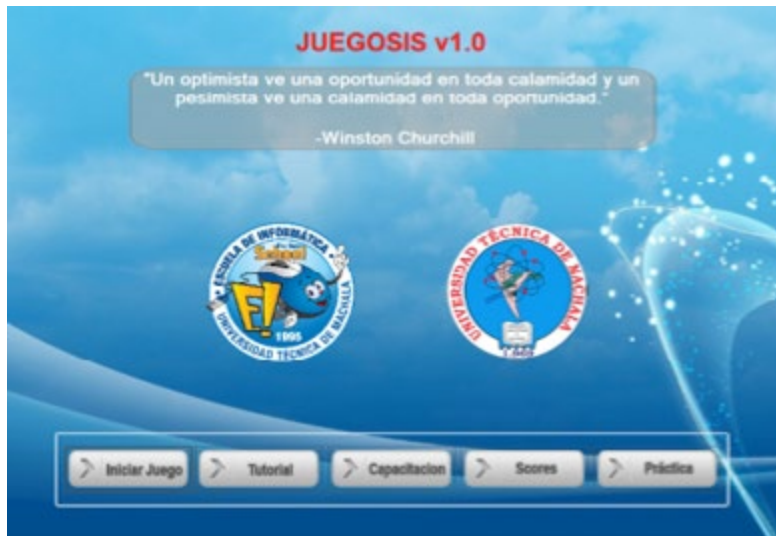 JUEGOSIS v1.0
"Un optimista ve una oportunidad en toda calamidad y un
pesimista ve una calamidad en toda oportunidad."
-Winston Churchill
ESCUELA DE INFORMÁTICA
School
F!
1995
UNIVERSIDAD TÉCNICA DE MACHALA
UNIVERSIDAD TÉCNICA DE MACHALA
Iniciar Juego
Tutorial
Capacitacion
Scores
Práctica